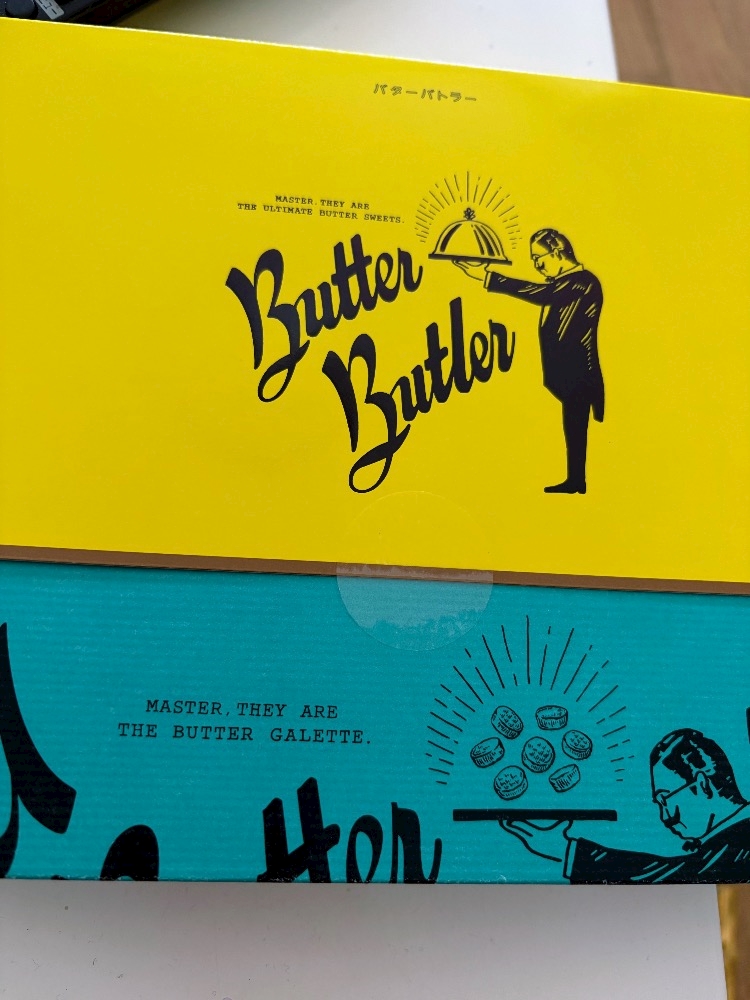 バターバトラー
MASTER, THEY ARE
THE ULTIMATE BUTTER SWEETS.
Butter
Butler
MASTER, THEY ARE
THE BUTTER GALETTE.
tter